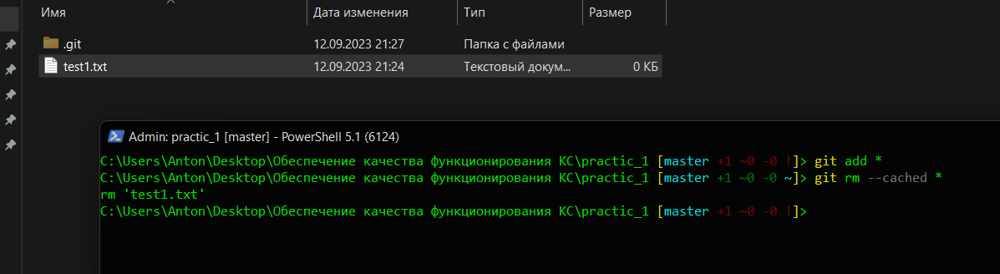 Имя Дата изменения Тип Размер
.git 12.09.2023 21:27 Папка с файлами
test1.txt 12.09.2023 21:24 Текстовый докум... 0 КБ
Admin: practic_1 [master] - PowerShell 5.1 (6124)
C:\Users\Anton\Desktop\Обеспечение качества функционирования КС\practic_1 [master +1 ~0 -0 !]> git add *
C:\Users\Anton\Desktop\Обеспечение качества функционирования КС\practic_1 [master +1 ~0 -0 ~]> git rm --cached *
rm 'test1.txt'
C:\Users\Anton\Desktop\Обеспечение качества функционирования КС\practic_1 [master +1 ~0 -0 !]>